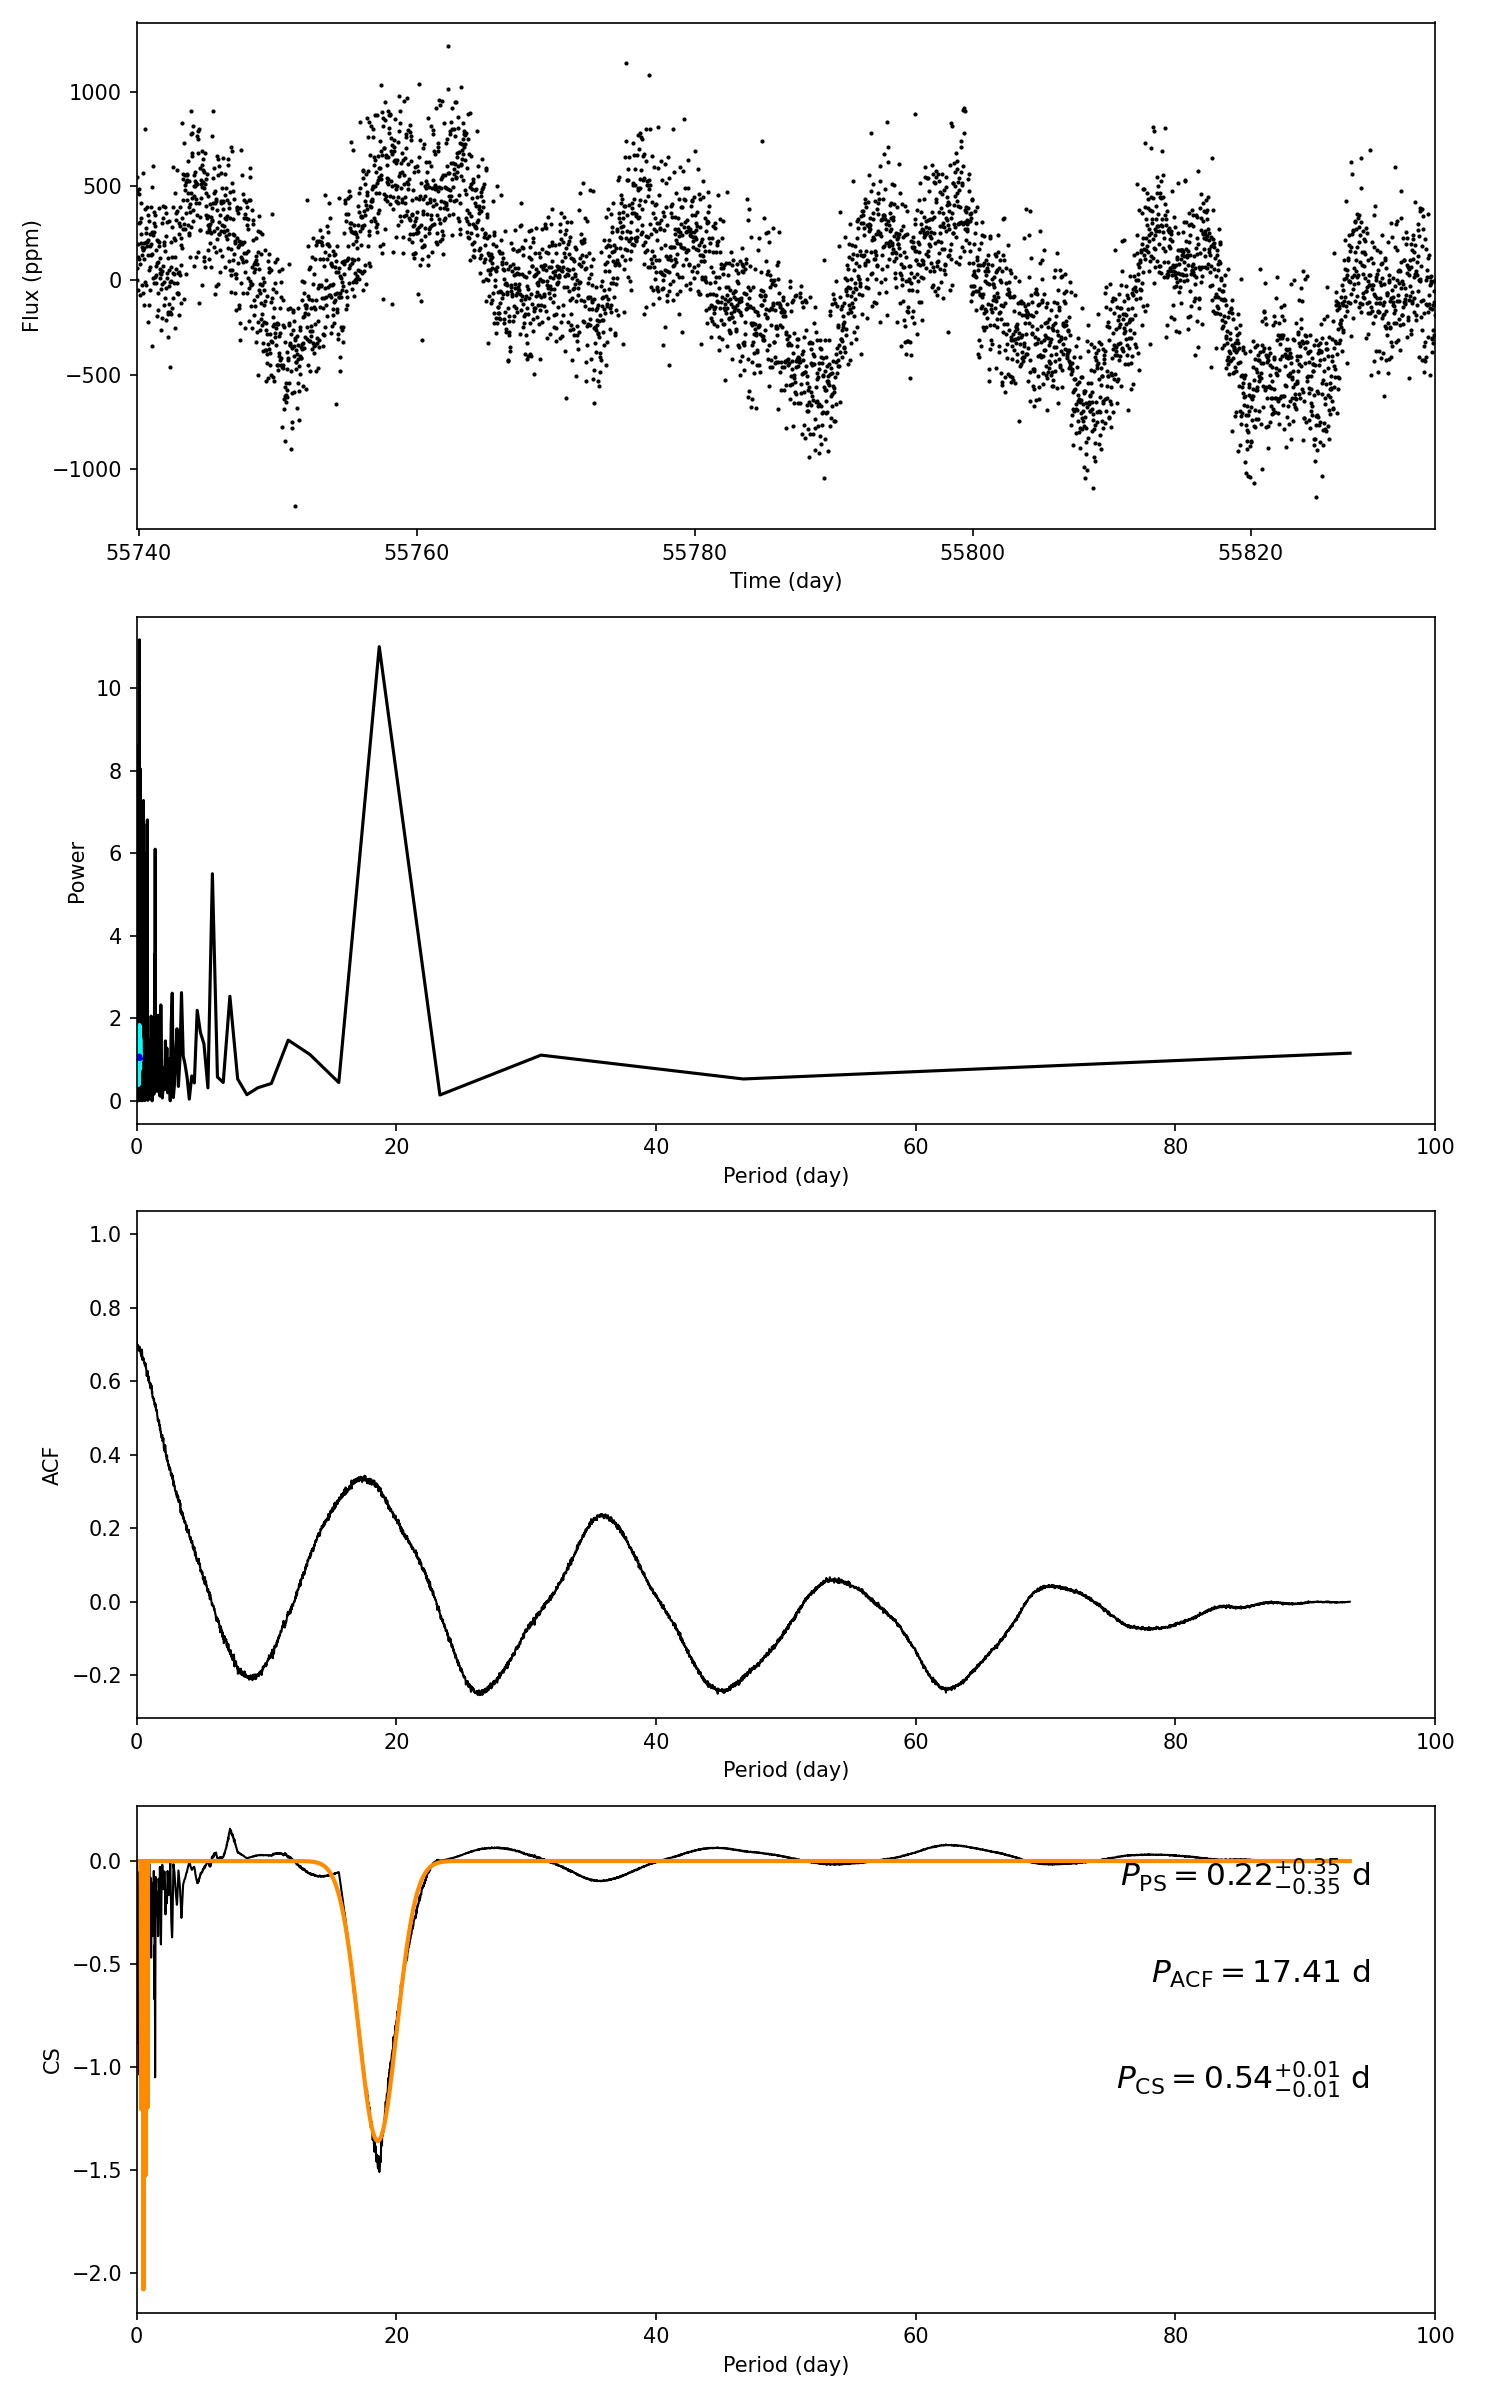 1000
500
0
−500
−1000
Flux (ppm)
55740 55760 55780 55800 55820
Time (day)
10
8
6
4
2
0
Power
0 20 40 60 80 100
Period (day)
1.0
0.8
0.6
0.4
0.2
0.0
−0.2
ACF
0 20 40 60 80 100
Period (day)
0.0
−0.5
−1.0
−1.5
−2.0
CS
P_PS = 0.22 +0.35 −0.35 d
P_ACF = 17.41 d
P_CS = 0.54 +0.01 −0.01 d
0 20 40 60 80 100
Period (day)